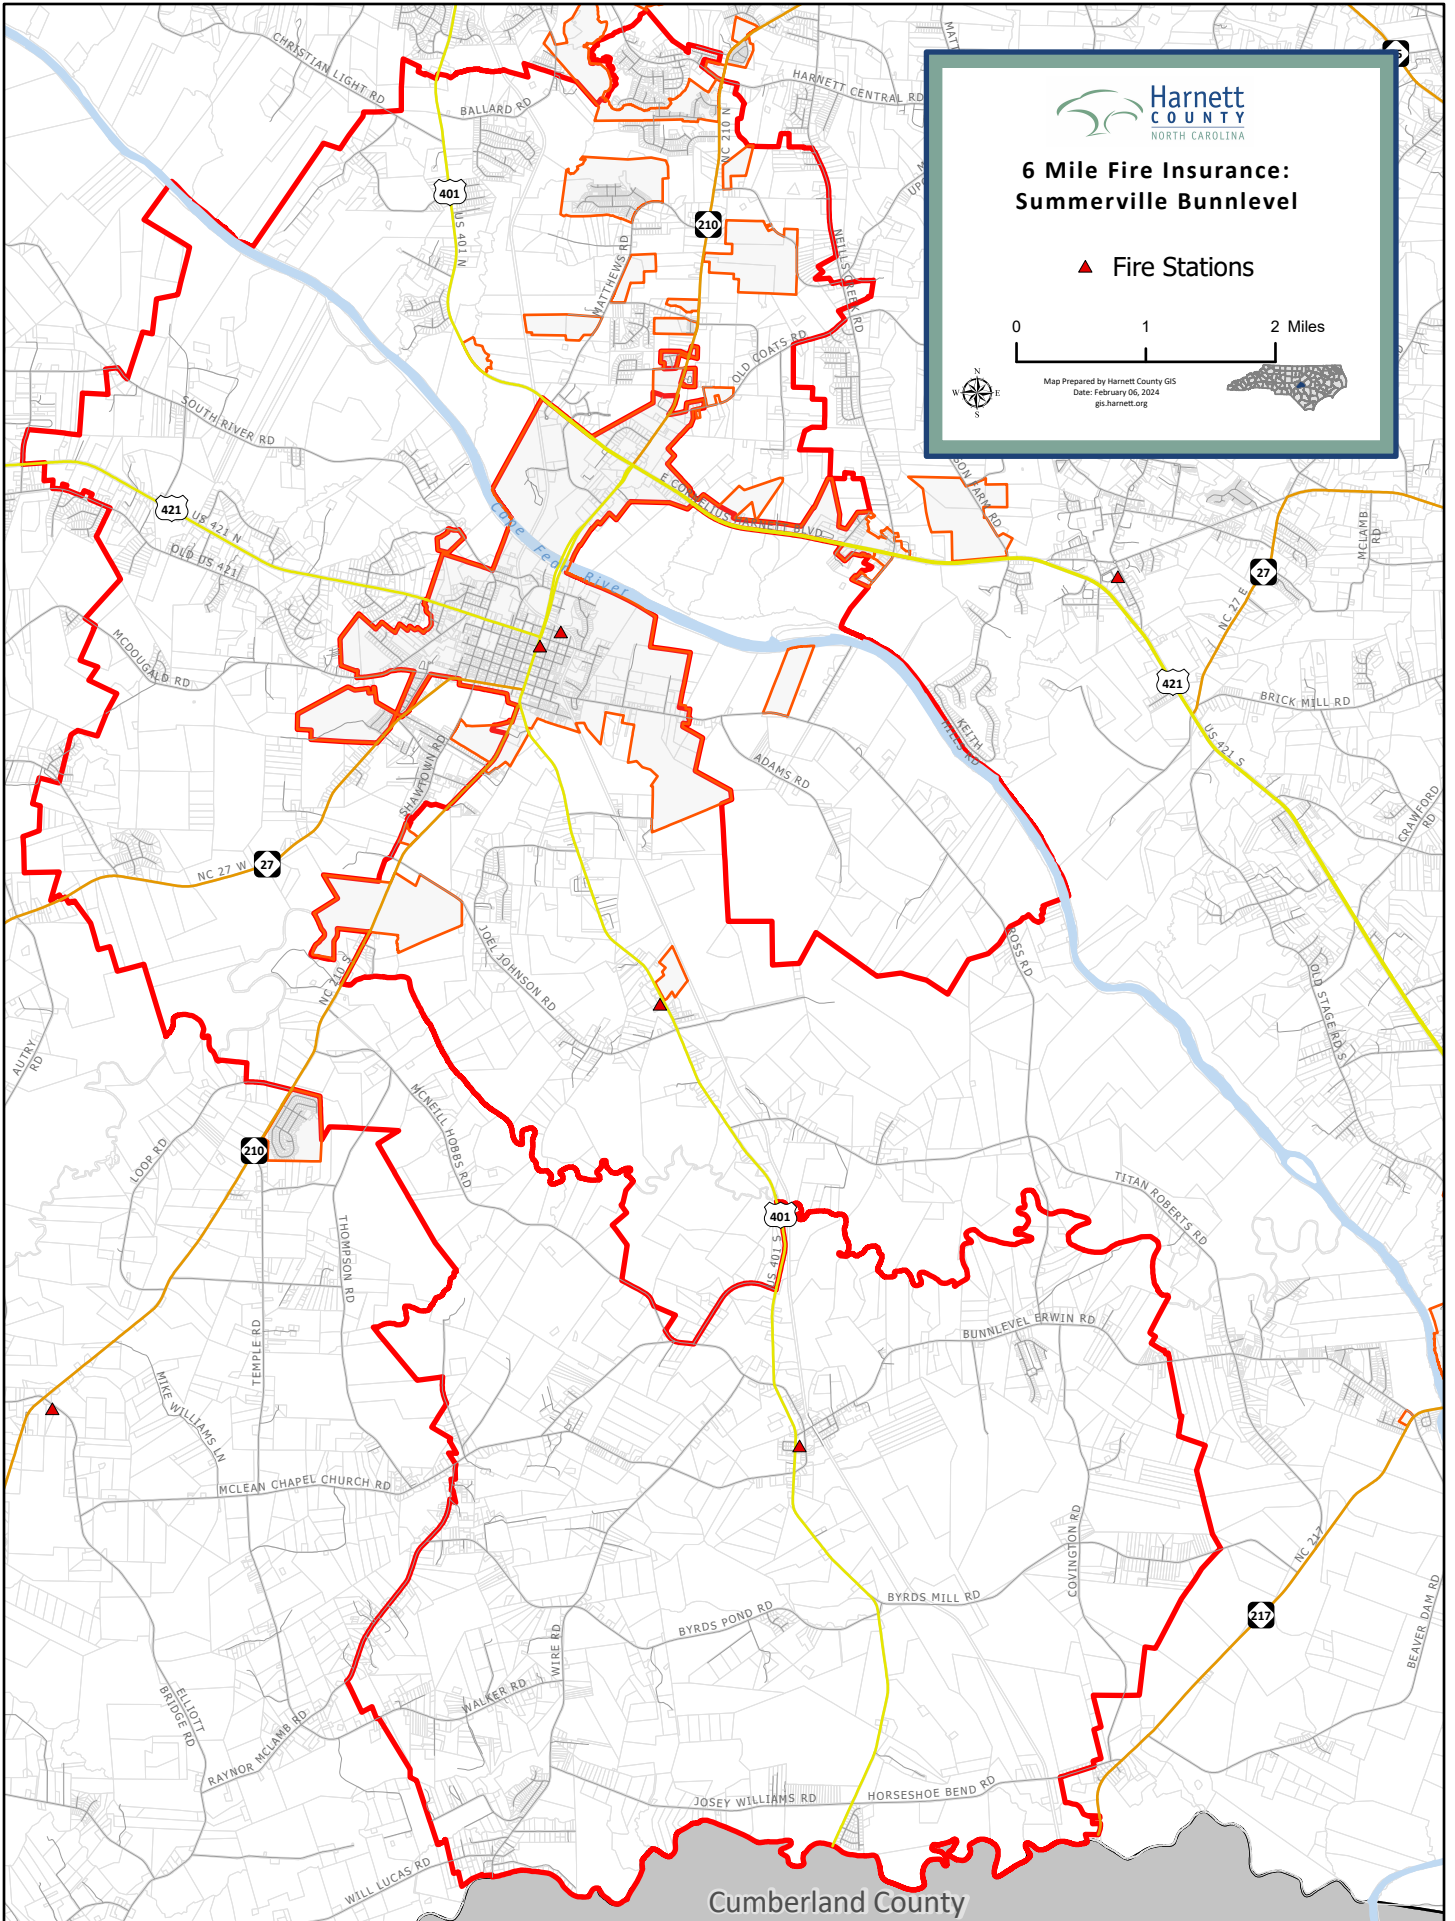 CHRISTIAN LIGHT RD
BALLARD RD
HARNETT CENTRAL RD
NC 210 N
401
US 401 N
210
MATTHEWS RD
NEILLS CREEK RD
OLD COATS RD
Harnett
COUNTY
NORTH CAROLINA
6 Mile Fire Insurance:
Summerville Bunnlevel
Fire Stations
0 1 2 Miles
N
W E
S
Map Prepared by Harnett County GIS
Date: February 06, 2024
gis.harnett.org
SOUTH RIVER RD
421
US 421 N
OLD US 421
Cape Fear River
E CORNELIUS HARNETT BLVD
SON FARM RD
MCLAMB
RD
27
NC 27 E
MCDOUGALD RD
421
BRICK MILL RD
KEITH
HILLS RD
US 421 S
ADAMS RD
SHAWTOWN RD
CRAWFORD
RD
NC 27 W
27
JOEL JOHNSON RD
ROSS RD
NC 210 S
OLD STAGE RD S
AUTRY
RD
MCNEILL HOBBS RD
LOOP RD
210
TITAN ROBERTS RD
THOMPSON RD
401
US 401 S
BUNNLEVEL ERWIN RD
TEMPLE RD
MIKE WILLIAMS LN
MCLEAN CHAPEL CHURCH RD
COVINGTON RD
NC 217
BYRDS MILL RD
BYRDS POND RD
217
WIRE RD
BEAVER DAM RD
WALKER RD
ELLIOTT
BRIDGE RD
RAYNOR MCLAMB RD
JOSEY WILLIAMS RD
HORSESHOE BEND RD
WILL LUCAS RD
Cumberland County